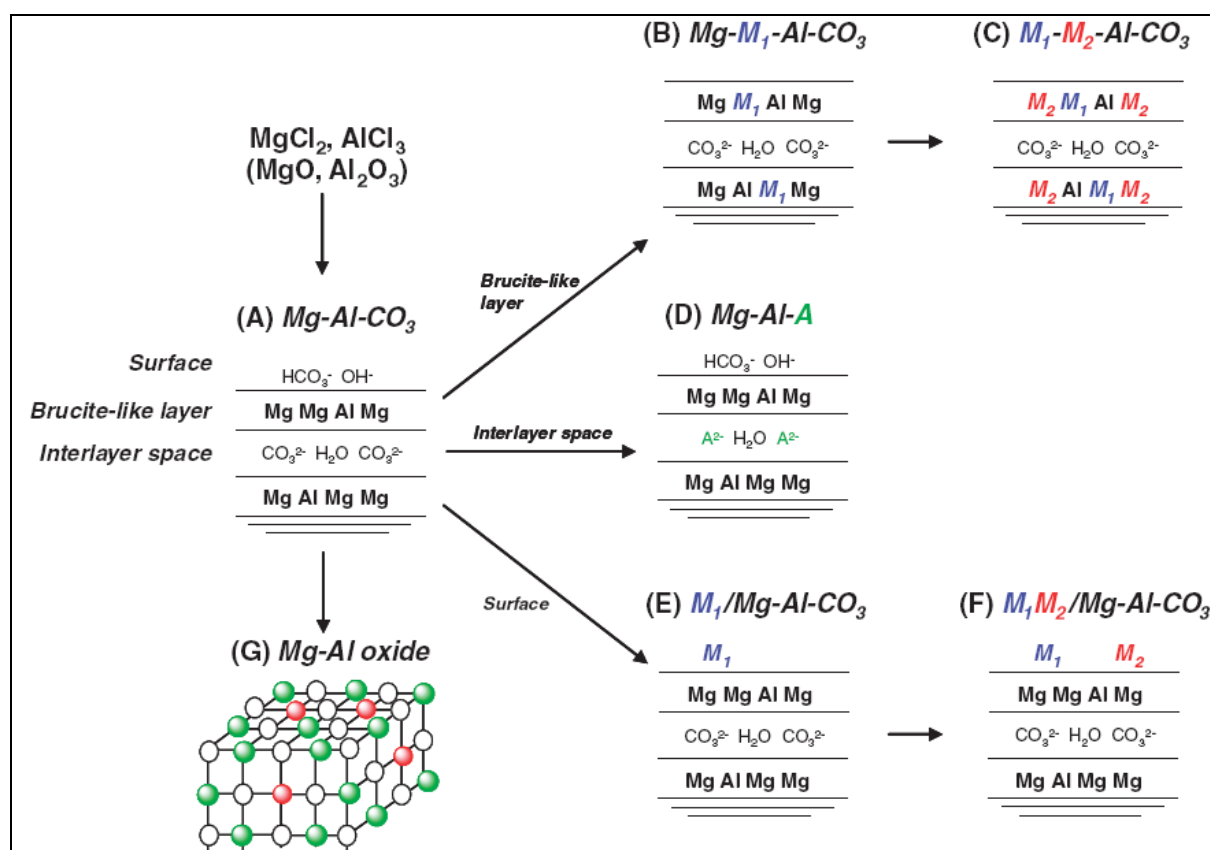 (B) Mg-M₁-Al-CO₃
Mg M₁ Al Mg
CO₃²⁻ H₂O CO₃²⁻
Mg Al M₁ Mg
(C) M₁-M₂-Al-CO₃
M₂ M₁ Al M₂
CO₃²⁻ H₂O CO₃²⁻
M₂ Al M₁ M₂
MgCl₂, AlCl₃
(MgO, Al₂O₃)
Brucite-like
layer
(A) Mg-Al-CO₃
Surface
HCO₃⁻ OH⁻
Brucite-like layer
Mg Mg Al Mg
Interlayer space
CO₃²⁻ H₂O CO₃²⁻
Mg Al Mg Mg
Interlayer space
(D) Mg-Al-A
HCO₃⁻ OH⁻
Mg Mg Al Mg
A²⁻ H₂O A²⁻
Mg Al Mg Mg
Surface
(E) M₁/Mg-Al-CO₃
M₁
Mg Mg Al Mg
CO₃²⁻ H₂O CO₃²⁻
Mg Al Mg Mg
(F) M₁M₂/Mg-Al-CO₃
M₁ M₂
Mg Mg Al Mg
CO₃²⁻ H₂O CO₃²⁻
Mg Al Mg Mg
(G) Mg-Al oxide